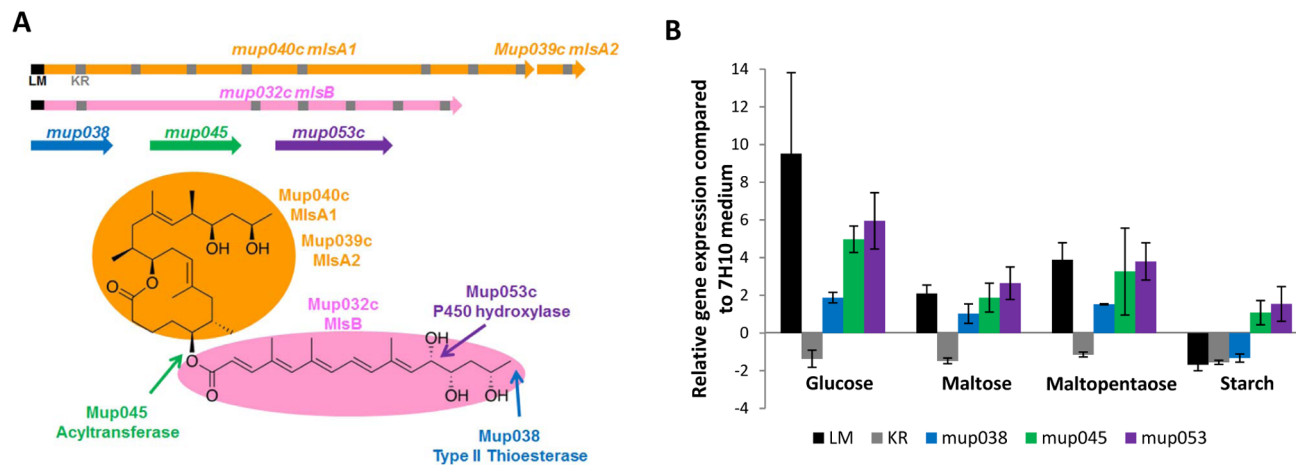 A
mup040c mlsA1
Mup039c mlsA2
LM
KR
mup032c mlsB
mup038
mup045
mup053c
Mup040c
MlsA1
Mup039c
MlsA2
OH
OH
O
O
Mup032c
MlsB
Mup053c
P450 hydroxylase
OH
O
O
OH
OH
Mup045
Acyltransferase
Mup038
Type II Thioesterase
B
Relative gene expression compared
to 7H10 medium
14
12
10
8
6
4
2
0
-2
-4
Glucose
Maltose
Maltopentaose
Starch
LM
KR
mup038
mup045
mup053